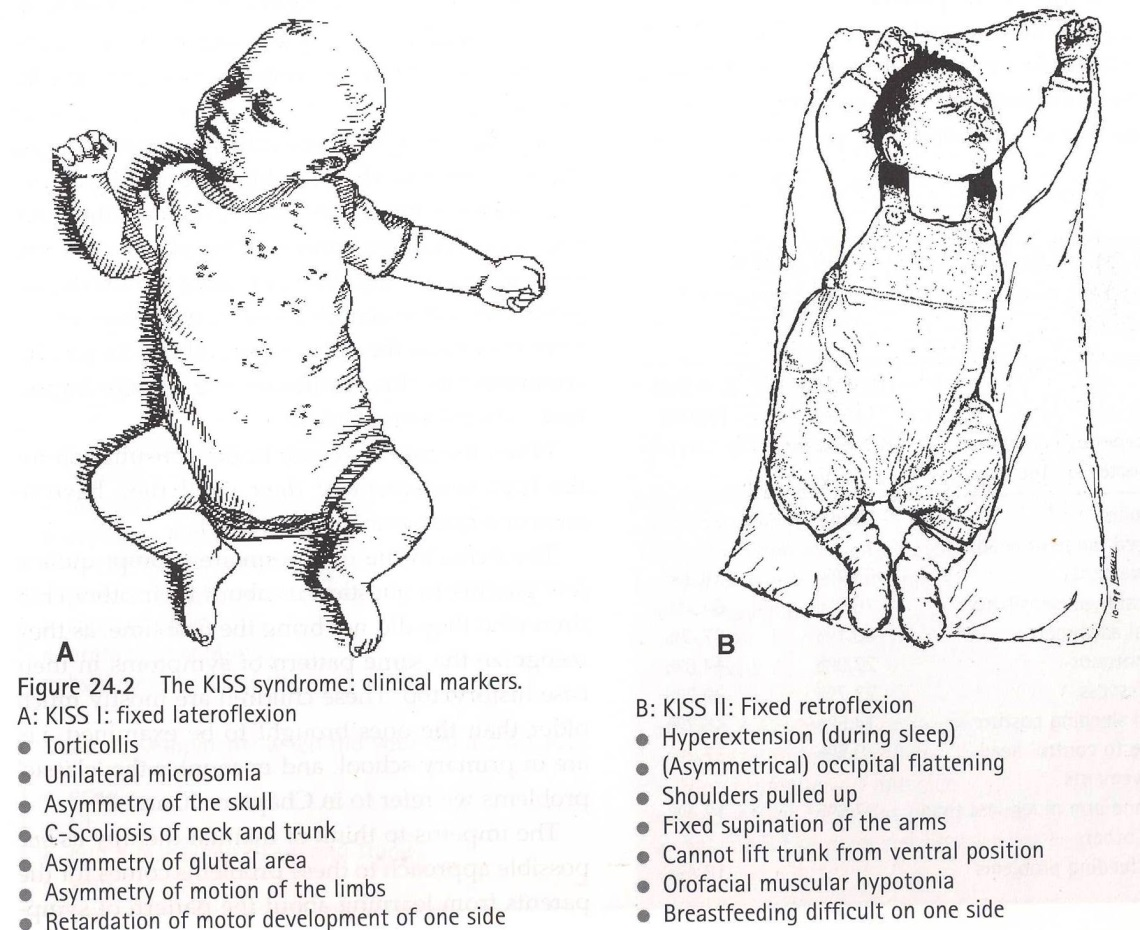 A
Figure 24.2 The KISS syndrome: clinical markers.
A: KISS I: fixed lateroflexion
● Torticollis
● Unilateral microsomia
● Asymmetry of the skull
● C-Scoliosis of neck and trunk
● Asymmetry of gluteal area
● Asymmetry of motion of the limbs
● Retardation of motor development of one side
B
B: KISS II: Fixed retroflexion
● Hyperextension (during sleep)
● (Asymmetrical) occipital flattening
● Shoulders pulled up
● Fixed supination of the arms
● Cannot lift trunk from ventral position
● Orofacial muscular hypotonia
● Breastfeeding difficult on one side
10-98